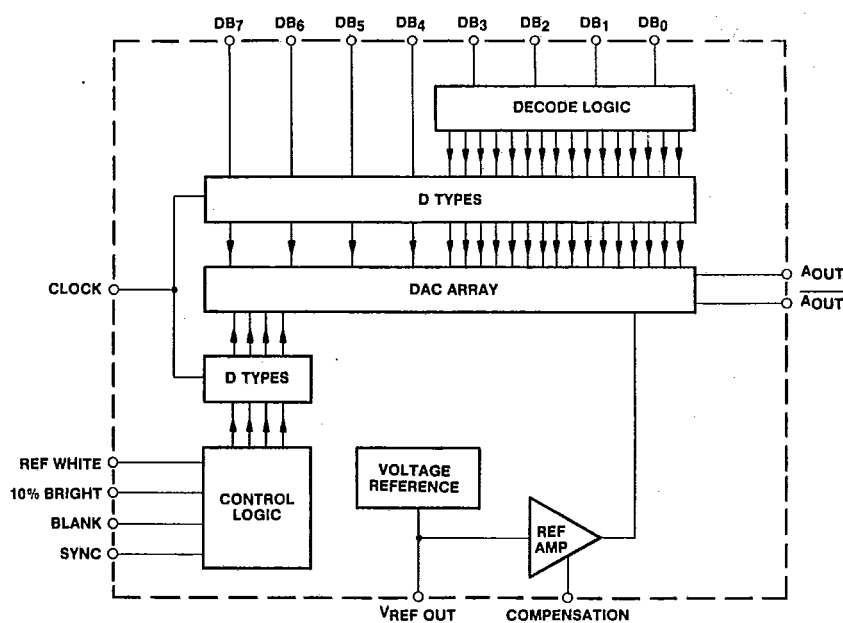 DB7 DB6 DB5 DB4 DB3 DB2 DB1 DB0
DECODE LOGIC
D TYPES
CLOCK
DAC ARRAY
AOUT
A̅O̅U̅T̅
D TYPES
REF WHITE
10% BRIGHT
BLANK
SYNC
CONTROL
LOGIC
VOLTAGE
REFERENCE
REF
AMP
VREF OUT
COMPENSATION